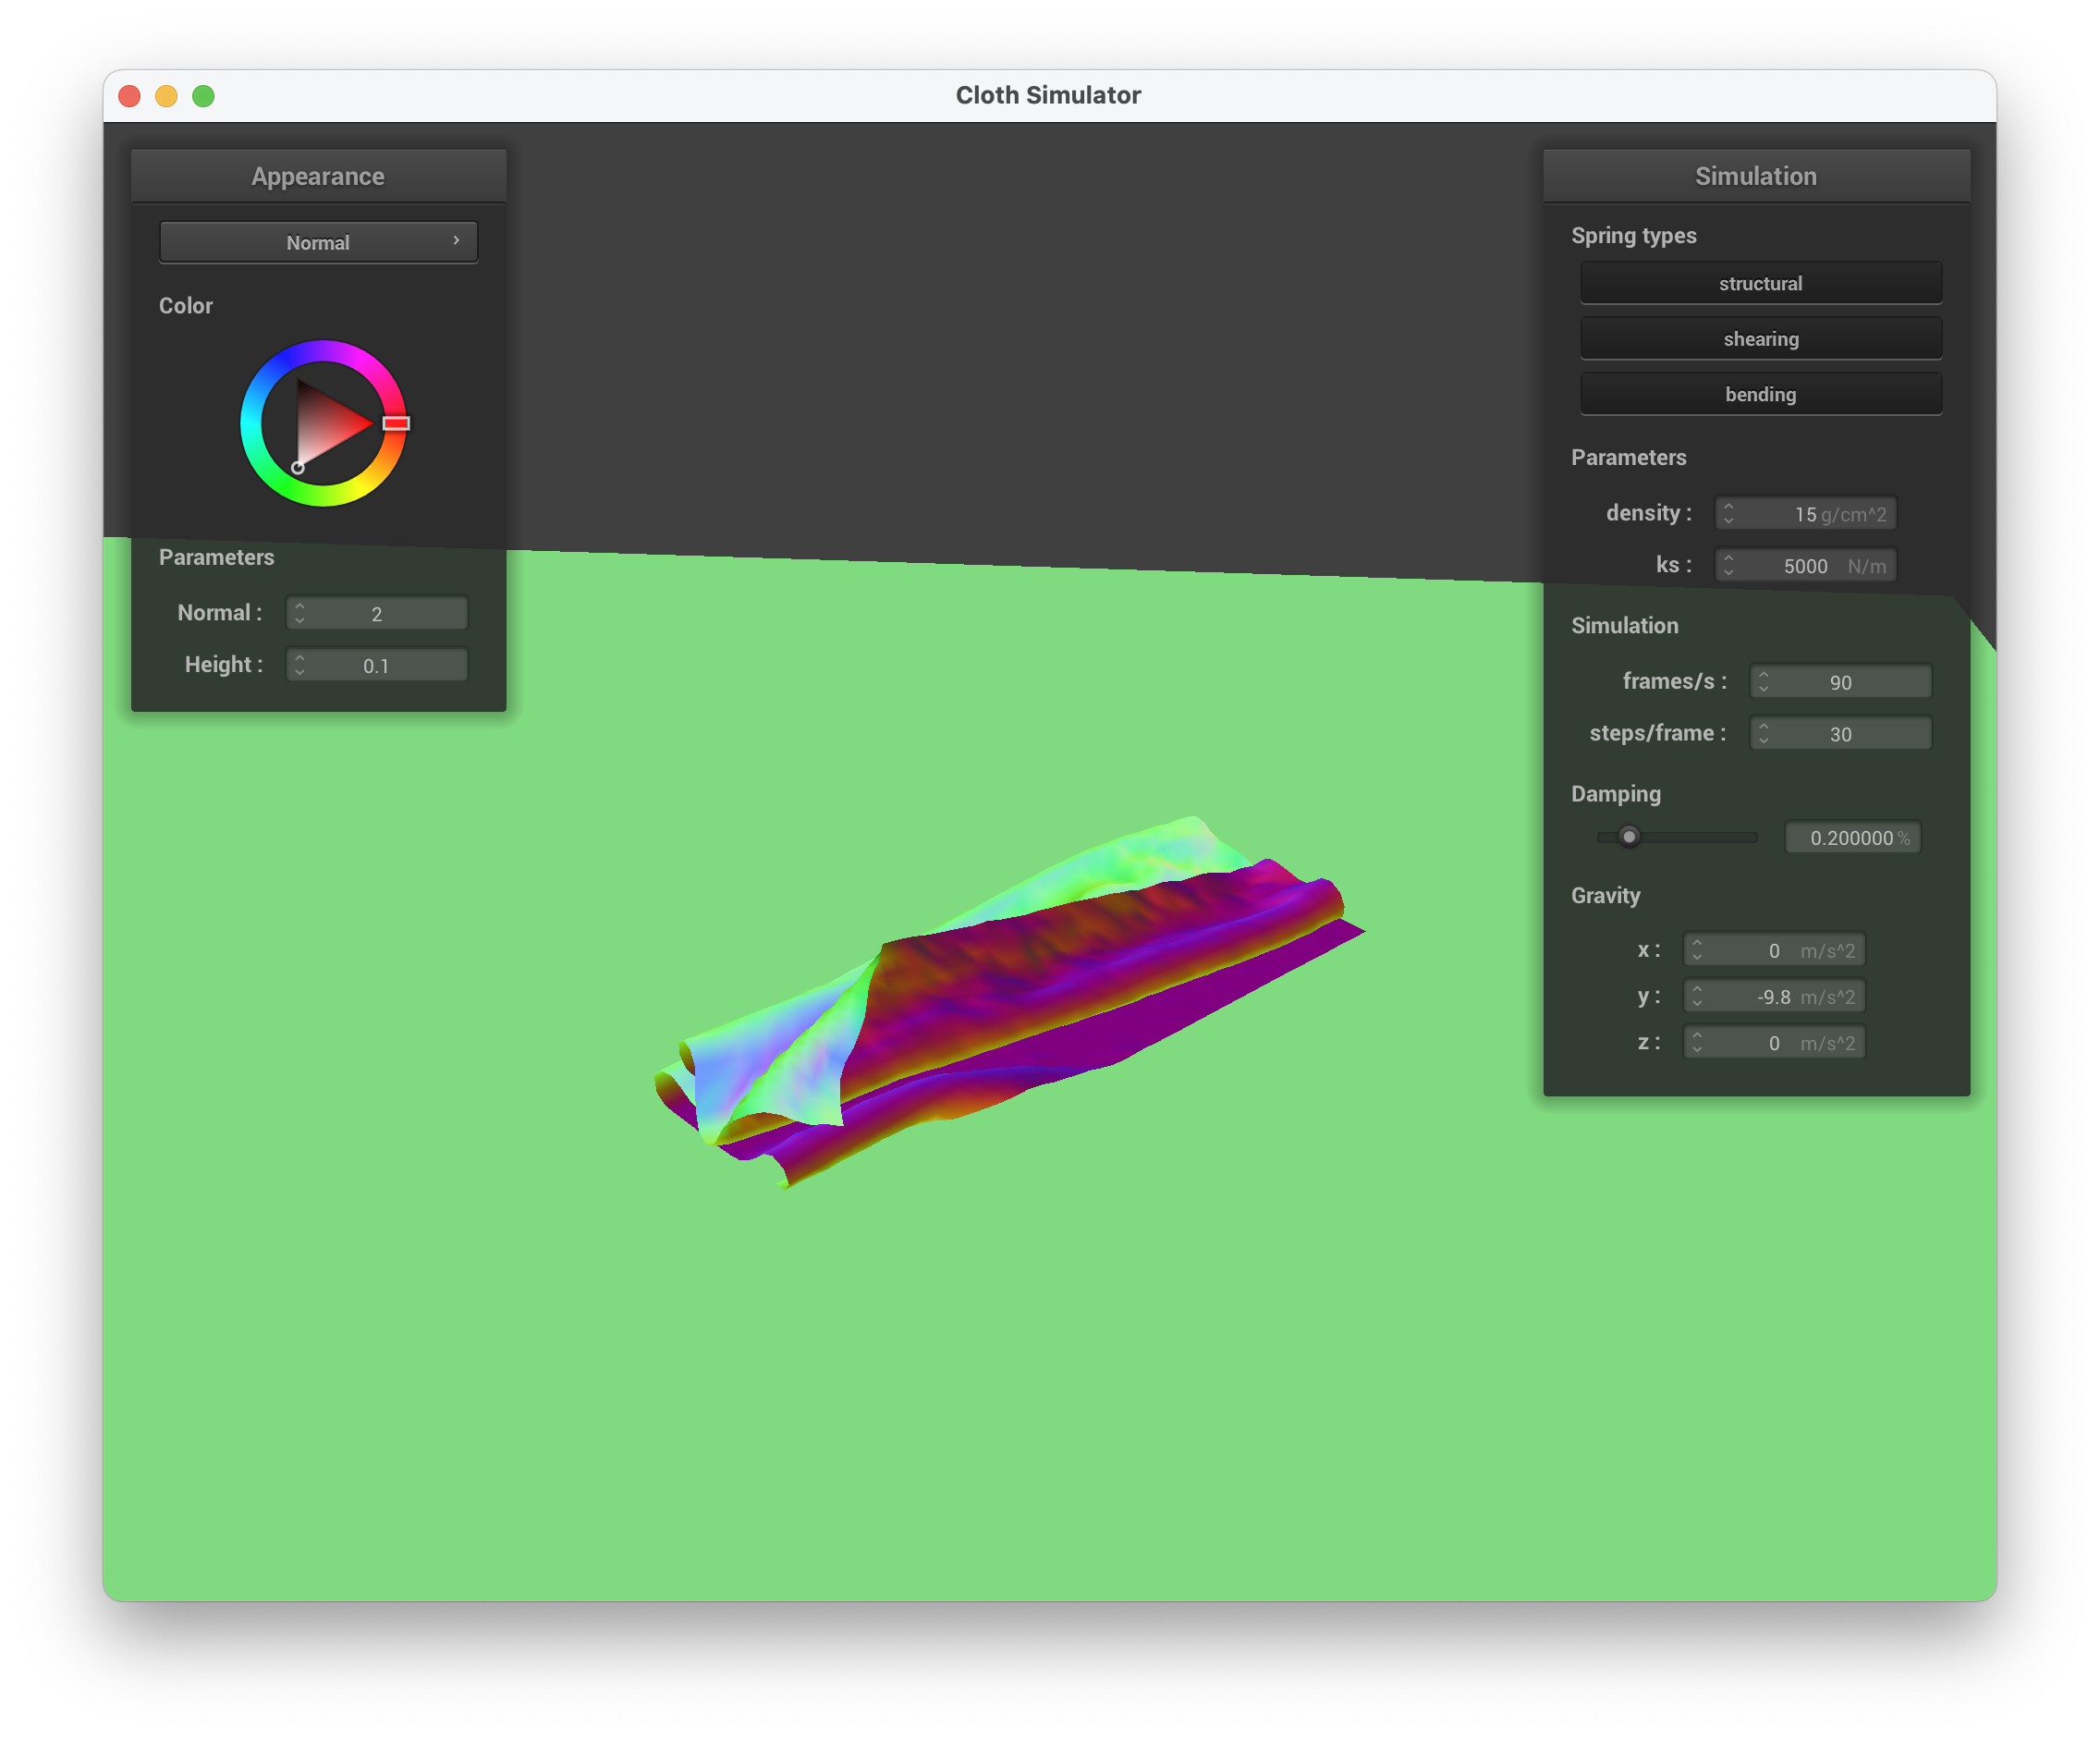 Cloth Simulator
Appearance
Normal
Color
Parameters
Normal : 2
Height : 0.1
Simulation
Spring types
structural
shearing
bending
Parameters
density : 15 g/cm^2
ks : 5000 N/m
Simulation
frames/s : 90
steps/frame : 30
Damping
0.200000 %
Gravity
x : 0 m/s^2
y : -9.8 m/s^2
z : 0 m/s^2